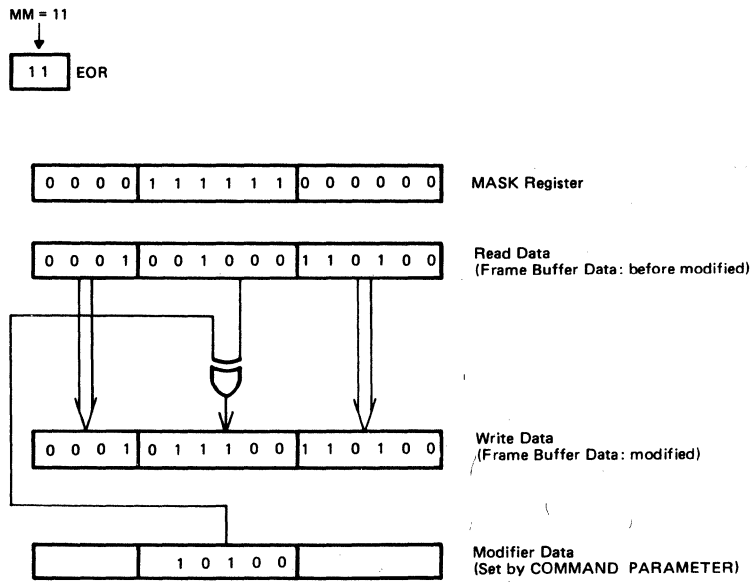 MM = 11
1 1 EOR
0 0 0 0 1 1 1 1 1 1 0 0 0 0 0 0 MASK Register
0 0 0 1 0 0 1 0 0 0 1 1 0 1 0 0 Read Data
(Frame Buffer Data: before modified)
0 0 0 1 0 1 1 1 0 0 1 1 0 1 0 0 Write Data
(Frame Buffer Data: modified)
1 0 1 0 0 Modifier Data
(Set by COMMAND PARAMETER)